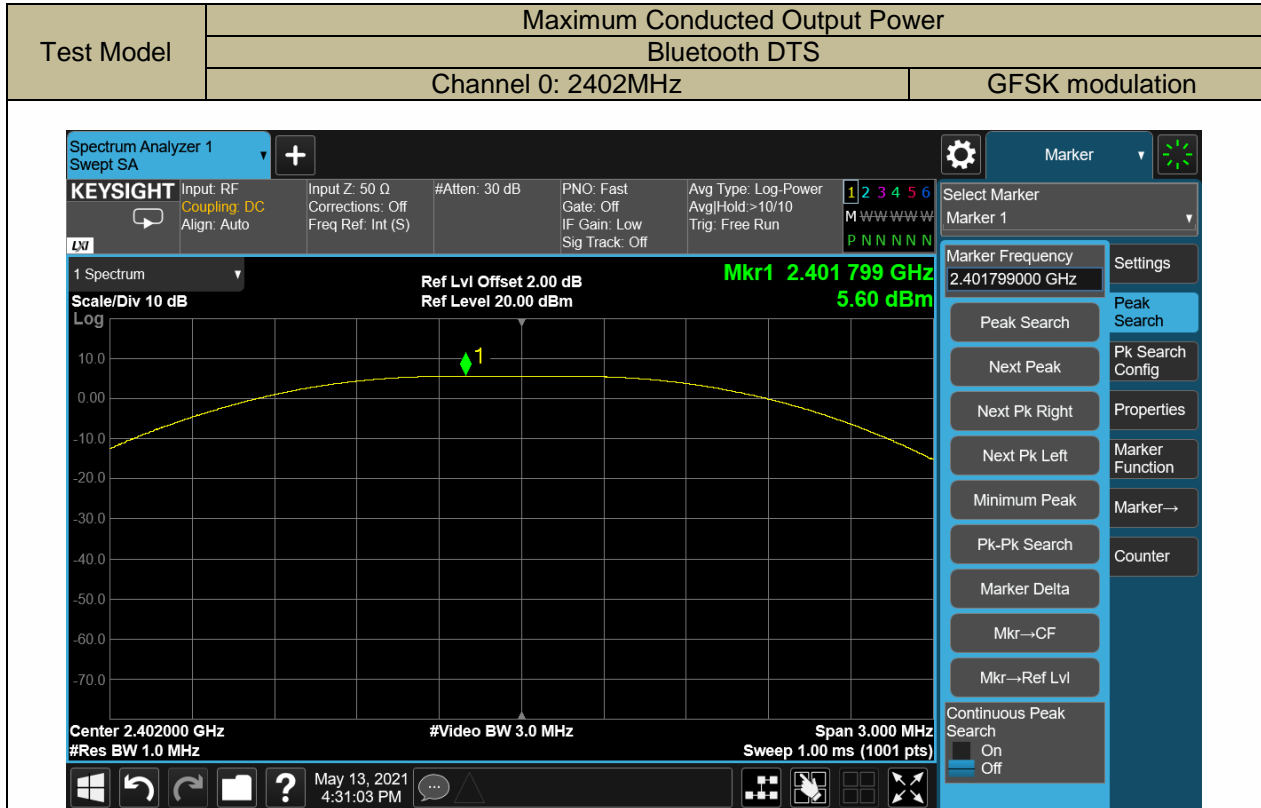 Test Model
Maximum Conducted Output Power
Bluetooth DTS
Channel 0: 2402MHz GFSK modulation
Spectrum Analyzer 1
Swept SA
+
Marker
KEYSIGHT
LXI
Input: RF
Coupling: DC
Align: Auto
Input Z: 50 Ω
Corrections: Off
Freq Ref: Int (S)
#Atten: 30 dB
PNO: Fast
Gate: Off
IF Gain: Low
Sig Track: Off
Avg Type: Log-Power
Avg|Hold:>10/10
Trig: Free Run
1 2 3 4 5 6
M W W W W W
P N N N N N
Select Marker
Marker 1
1 Spectrum
Scale/Div 10 dB
Log
Ref Lvl Offset 2.00 dB
Ref Level 20.00 dBm
Mkr1 2.401 799 GHz
5.60 dBm
1
10.0
0.00
-10.0
-20.0
-30.0
-40.0
-50.0
-60.0
-70.0
Center 2.402000 GHz
#Res BW 1.0 MHz
#Video BW 3.0 MHz
Span 3.000 MHz
Sweep 1.00 ms (1001 pts)
Marker Frequency
2.401799000 GHz
Peak Search
Next Peak
Next Pk Right
Next Pk Left
Minimum Peak
Pk-Pk Search
Marker Delta
Mkr→CF
Mkr→Ref Lvl
Continuous Peak
Search
On
Off
Settings
Peak
Search
Pk Search
Config
Properties
Marker
Function
Marker→
Counter
?
May 13, 2021
4:31:03 PM